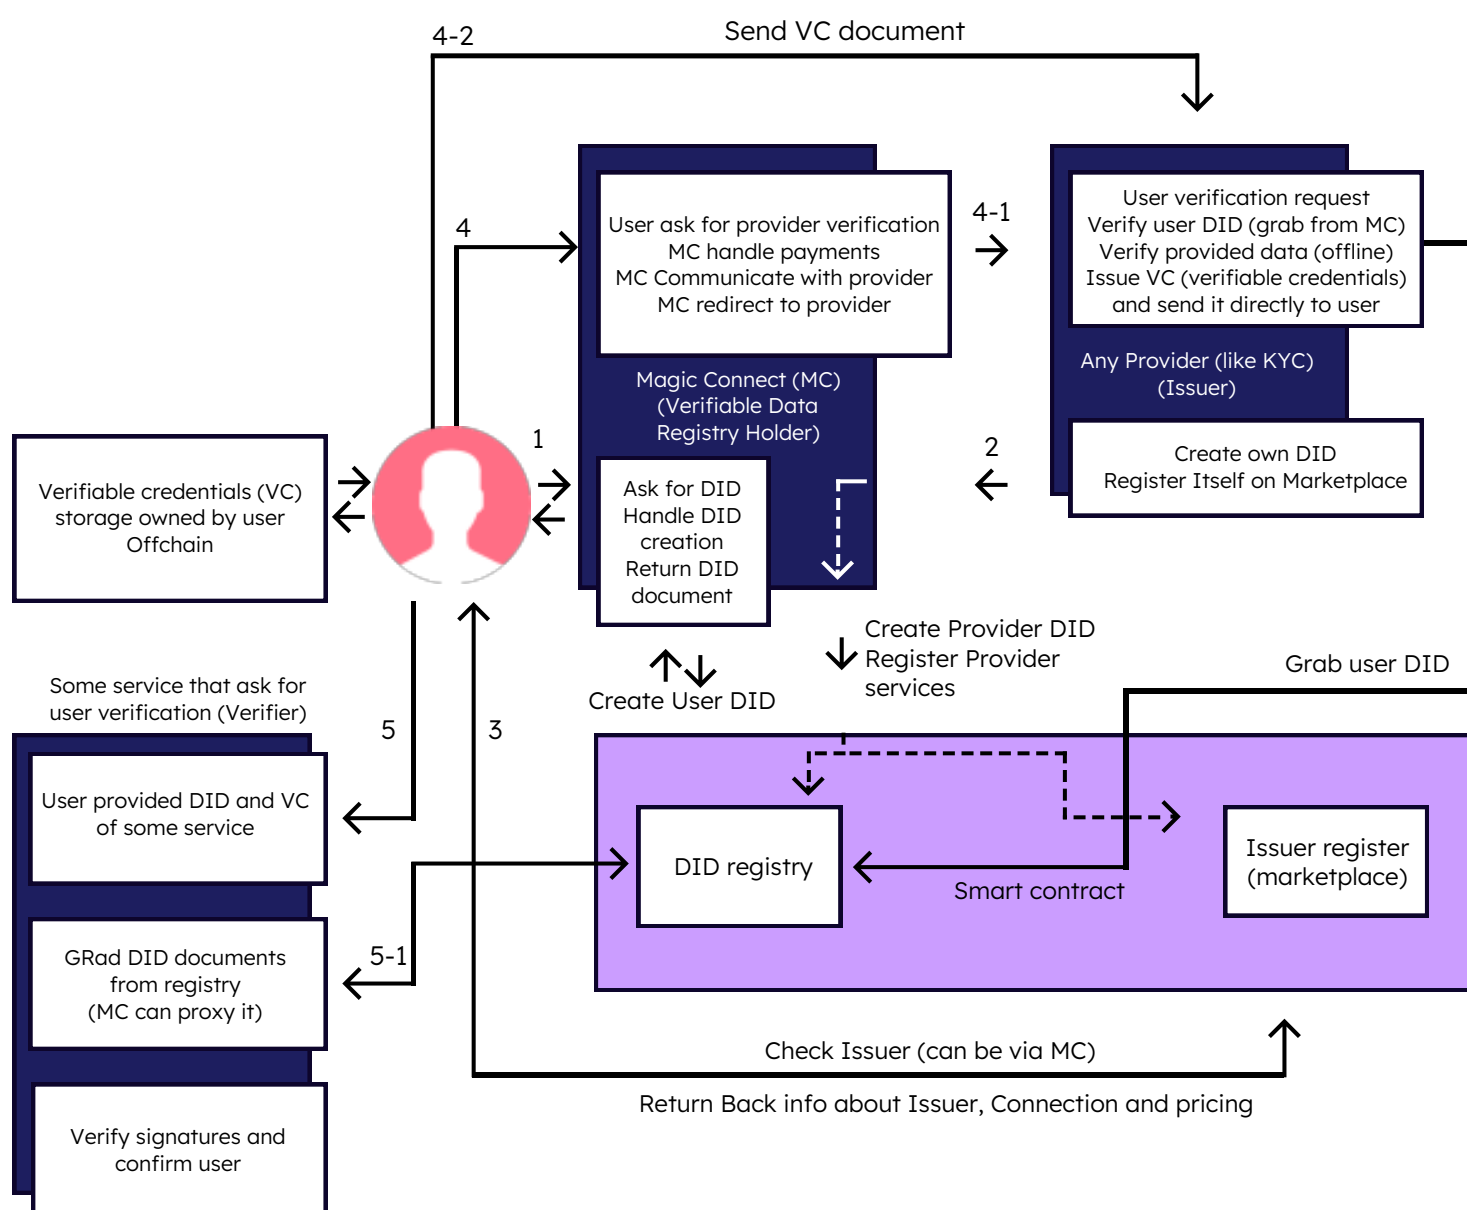 4-2
Send VC document
4
User ask for provider verification
MC handle payments
MC Communicate with provider
MC redirect to provider
4-1
User verification request
Verify user DID (grab from MC)
Verify provided data (offline)
Issue VC (verifiable credentials)
and send it directly to user
Magic Connect (MC)
(Verifiable Data
Registry Holder)
Any Provider (like KYC)
(Issuer)
1
2
Create own DID
Register Itself on Marketplace
Verifiable credentials (VC)
storage owned by user
Offchain
Ask for DID
Handle DID
creation
Return DID
document
Create Provider DID
Register Provider
services
Grab user DID
Create User DID
Some service that ask for
user verification (Verifier)
5
3
User provided DID and VC
of some service
DID registry
Smart contract
Issuer register
(marketplace)
5-1
GRad DID documents
from registry
(MC can proxy it)
Check Issuer (can be via MC)
Return Back info about Issuer, Connection and pricing
Verify signatures and
confirm user